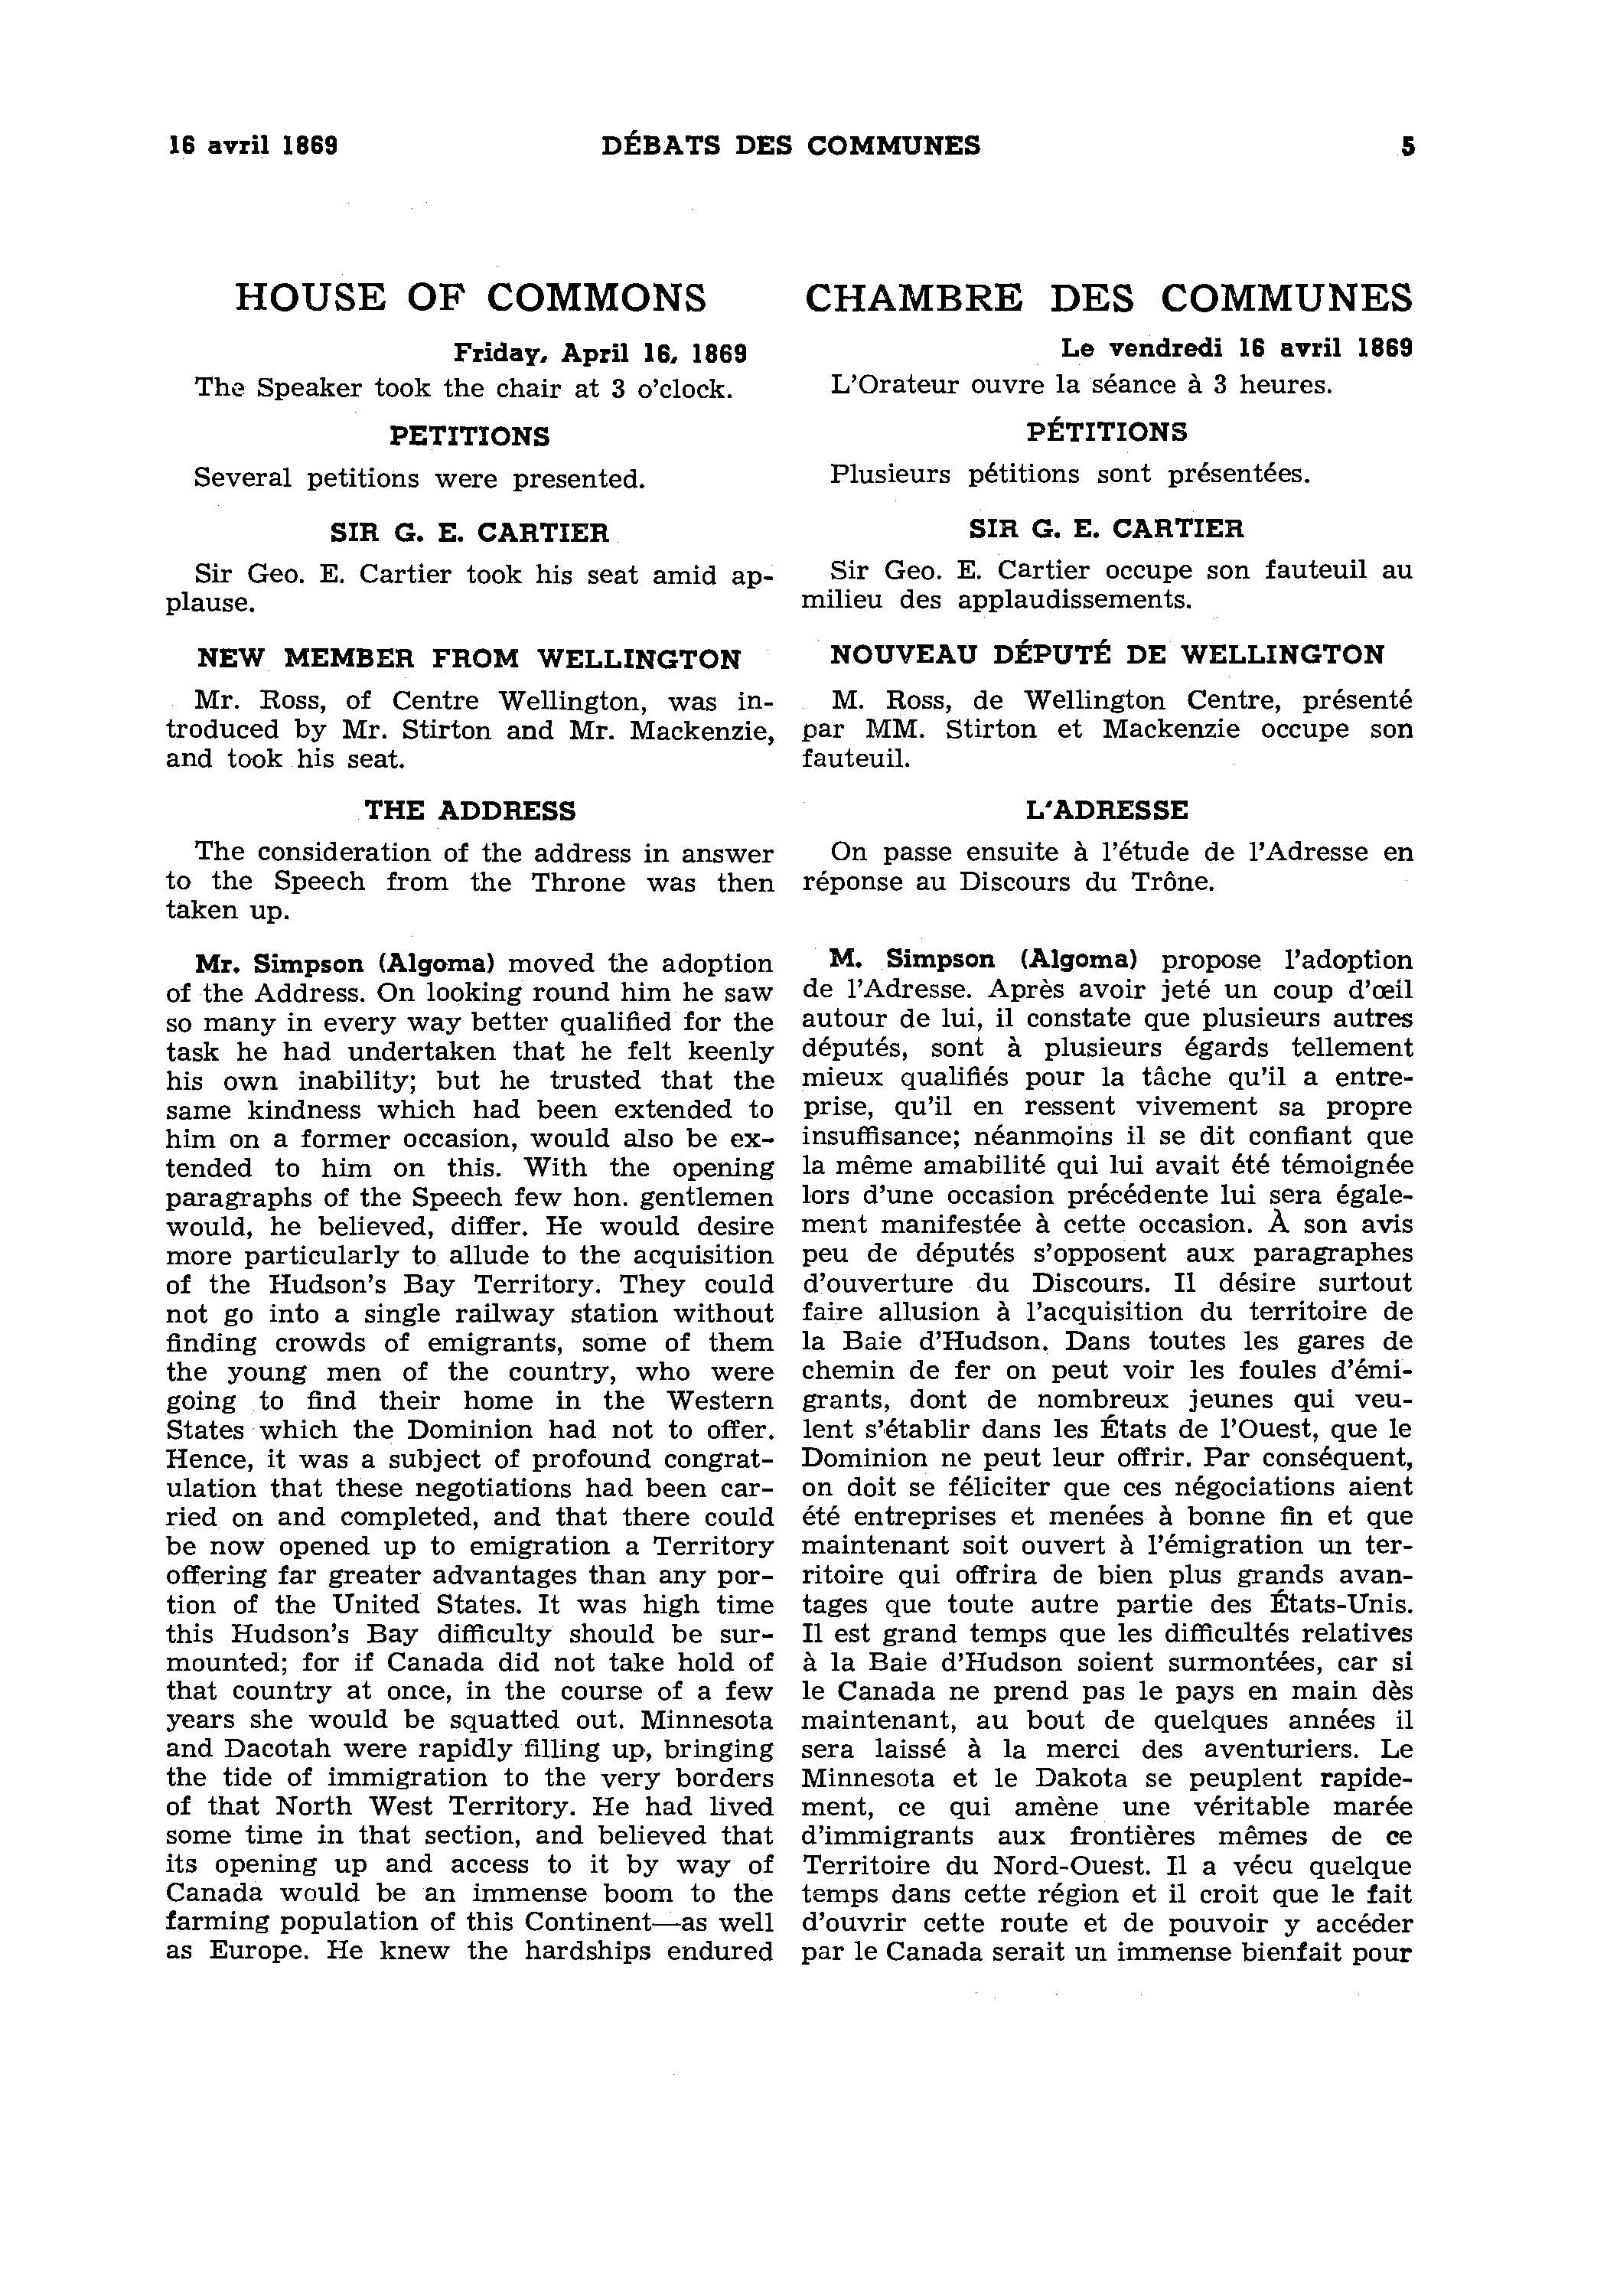 16 avril 1869 DÉBATS DES COMMUNES 5
HOUSE OF COMMONS
Friday, April 16, 1869
The Speaker took the chair at 3 o'clock.
PETITIONS
Several petitions were presented.
SIR G. E. CARTIER
Sir Geo. E. Cartier took his seat amid ap-
plause.
NEW MEMBER FROM WELLINGTON
Mr. Ross, of Centre Wellington, was in-
troduced by Mr. Stirton and Mr. Mackenzie,
and took his seat.
THE ADDRESS
The consideration of the address in answer
to the Speech from the Throne was then
taken up.
Mr. Simpson (Algoma) moved the adoption
of the Address. On looking round him he saw
so many in every way better qualified for the
task he had undertaken that he felt keenly
his own inability; but he trusted that the
same kindness which had been extended to
him on a former occasion, would also be ex-
tended to him on this. With the opening
paragraphs of the Speech few hon. gentlemen
would, he believed, differ. He would desire
more particularly to allude to the acquisition
of the Hudson's Bay Territory. They could
not go into a single railway station without
finding crowds of emigrants, some of them
the young men of the country, who were
going to find their home in the Western
States which the Dominion had not to offer.
Hence, it was a subject of profound congrat-
ulation that these negotiations had been car-
ried on and completed, and that there could
be now opened up to emigration a Territory
offering far greater advantages than any por-
tion of the United States. It was high time
this Hudson's Bay difficulty should be sur-
mounted; for if Canada did not take hold of
that country at once, in the course of a few
years she would be squatted out. Minnesota
and Dacotah were rapidly filling up, bringing
the tide of immigration to the very borders
of that North West Territory. He had lived
some time in that section, and believed that
its opening up and access to it by way of
Canada would be an immense boom to the
farming population of this Continent—as well
as Europe. He knew the hardships endured
CHAMBRE DES COMMUNES
Le vendredi 16 avril 1869
L'Orateur ouvre la séance à 3 heures.
PÉTITIONS
Plusieurs pétitions sont présentées.
SIR G. E. CARTIER
Sir Geo. E. Cartier occupe son fauteuil au
milieu des applaudissements.
NOUVEAU DÉPUTÉ DE WELLINGTON
M. Ross, de Wellington Centre, présenté
par MM. Stirton et Mackenzie occupe son
fauteuil.
L'ADRESSE
On passe ensuite à l'étude de l'Adresse en
réponse au Discours du Trône.
M. Simpson (Algoma) propose l'adoption
de l'Adresse. Après avoir jeté un coup d'œil
autour de lui, il constate que plusieurs autres
députés, sont à plusieurs égards tellement
mieux qualifiés pour la tâche qu'il a entre-
prise, qu'il en ressent vivement sa propre
insuffisance; néanmoins il se dit confiant que
la même amabilité qui lui avait été témoignée
lors d'une occasion précédente lui sera égale-
ment manifestée à cette occasion. À son avis
peu de députés s'opposent aux paragraphes
d'ouverture du Discours. Il désire surtout
faire allusion à l'acquisition du territoire de
la Baie d'Hudson. Dans toutes les gares de
chemin de fer on peut voir les foules d'émi-
grants, dont de nombreux jeunes qui veu-
lent s'établir dans les États de l'Ouest, que le
Dominion ne peut leur offrir. Par conséquent,
on doit se féliciter que ces négociations aient
été entreprises et menées à bonne fin et que
maintenant soit ouvert à l'émigration un ter-
ritoire qui offrira de bien plus grands avan-
tages que toute autre partie des États-Unis.
Il est grand temps que les difficultés relatives
à la Baie d'Hudson soient surmontées, car si
le Canada ne prend pas le pays en main dès
maintenant, au bout de quelques années il
sera laissé à la merci des aventuriers. Le
Minnesota et le Dakota se peuplent rapide-
ment, ce qui amène une véritable marée
d'immigrants aux frontières mêmes de ce
Territoire du Nord-Ouest. Il a vécu quelque
temps dans cette région et il croit que le fait
d'ouvrir cette route et de pouvoir y accéder
par le Canada serait un immense bienfait pour